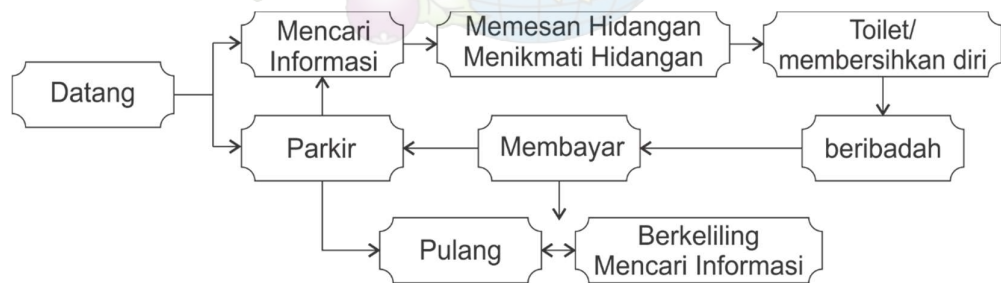 Datang
Mencari
Informasi
Memesan Hidangan
Menikmati Hidangan
Toilet/
membersihkan diri
Parkir
Membayar
beribadah
Pulang
Berkeliling
Mencari Informasi